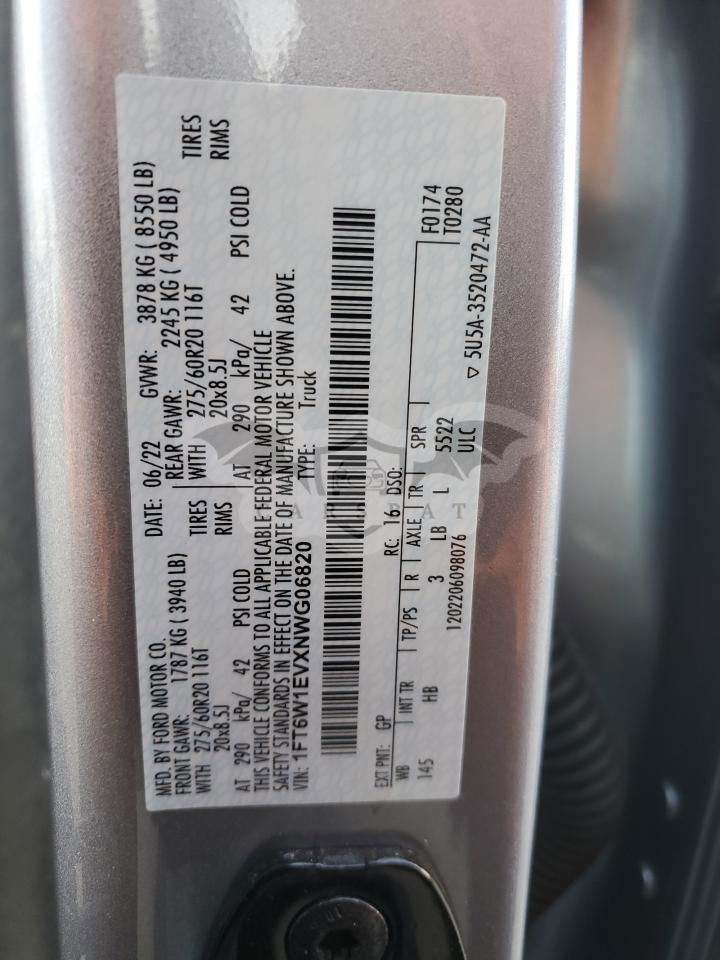 MFD. BY FORD MOTOR CO.
DATE: 06/22 GVWR: 3878 KG ( 8550 LB)
FRONT GAWR: 1787 KG (3940 LB)
REAR GAWR: 2245 KG ( 4950 LB)
WITH 275/60R20 116T TIRES
WITH 275/60R20 116T TIRES
20x8.5J RIMS
20x8.5J RIMS
AT 290 kPa/ 42 PSI COLD
AT 290 kPa/ 42 PSI COLD
THIS VEHICLE CONFORMS TO ALL APPLICABLE FEDERAL MOTOR VEHICLE
SAFETY STANDARDS IN EFFECT ON THE DATE OF MANUFACTURE SHOWN ABOVE.
VIN: 1FT6W1EVXNWG06820
TYPE: Truck
EXT PNT: GP RC: 16 DSO: F0174
WB INT TR TP/PS R AXLE TR SPR T0280
145 HB 3 LB L 5522
1202206098076 ULC
▽ 5U5A-3520472-AA